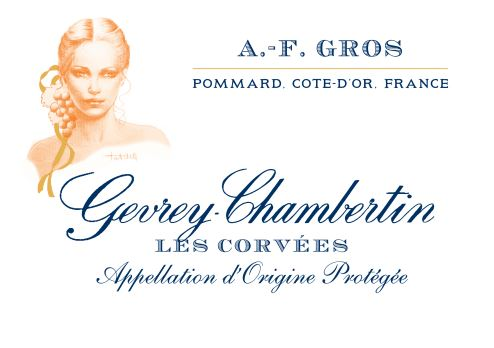 A.-F. GROS
POMMARD, COTE-D'OR, FRANCE
Gevrey-Chambertin
LES CORVÉES
Appellation d'Origine Protégée